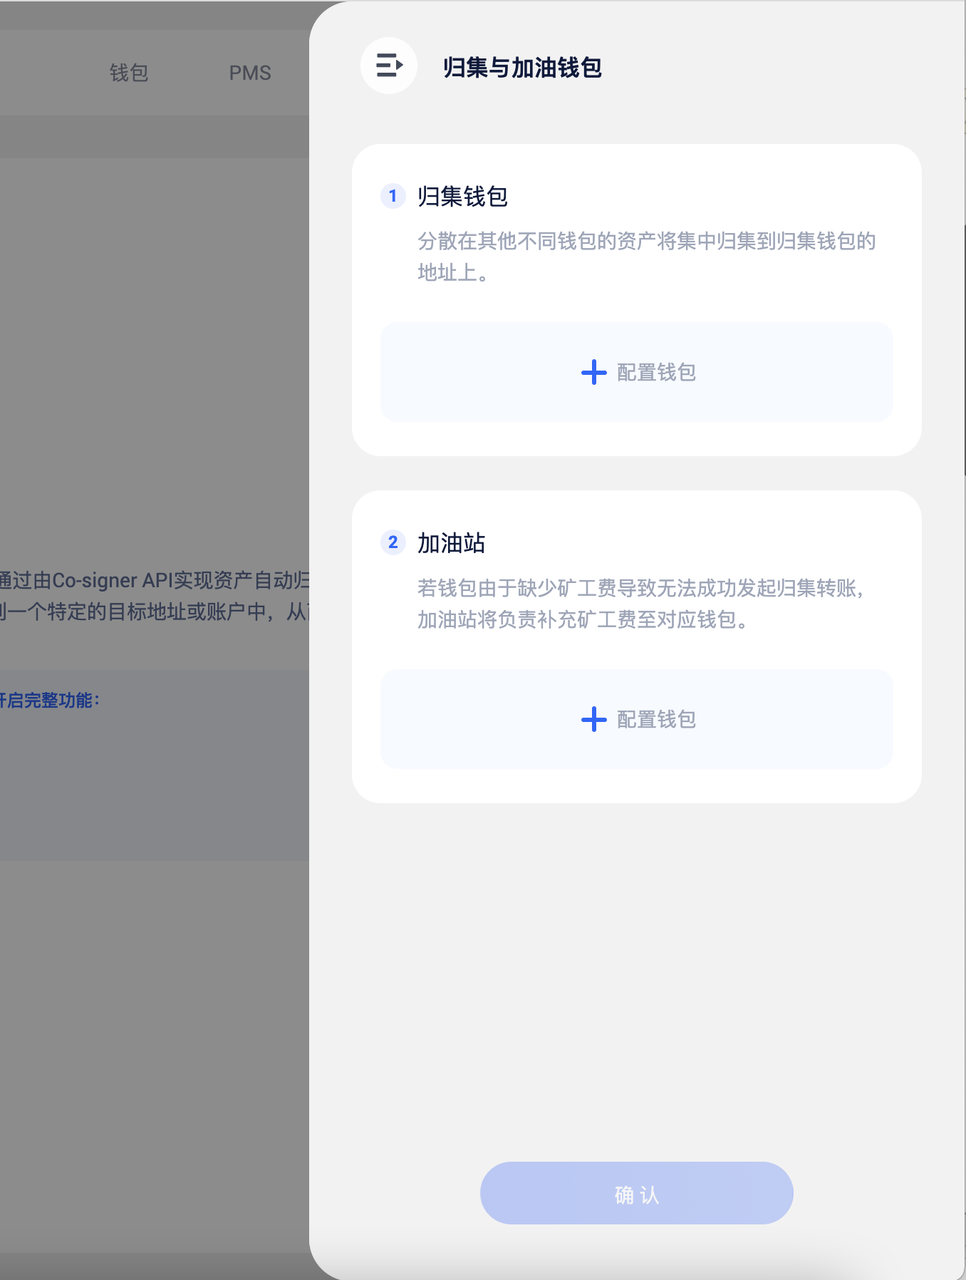 钱包
PMS
归集与加油钱包
1 归集钱包
分散在其他不同钱包的资产将集中归集到归集钱包的
地址上。
配置钱包
2 加油站
若钱包由于缺少矿工费导致无法成功发起归集转账,
加油站将负责补充矿工费至对应钱包。
配置钱包
通过由Co-signer API实现资产自动归
一个特定的目标地址或账户中，从
开启完整功能：
确认